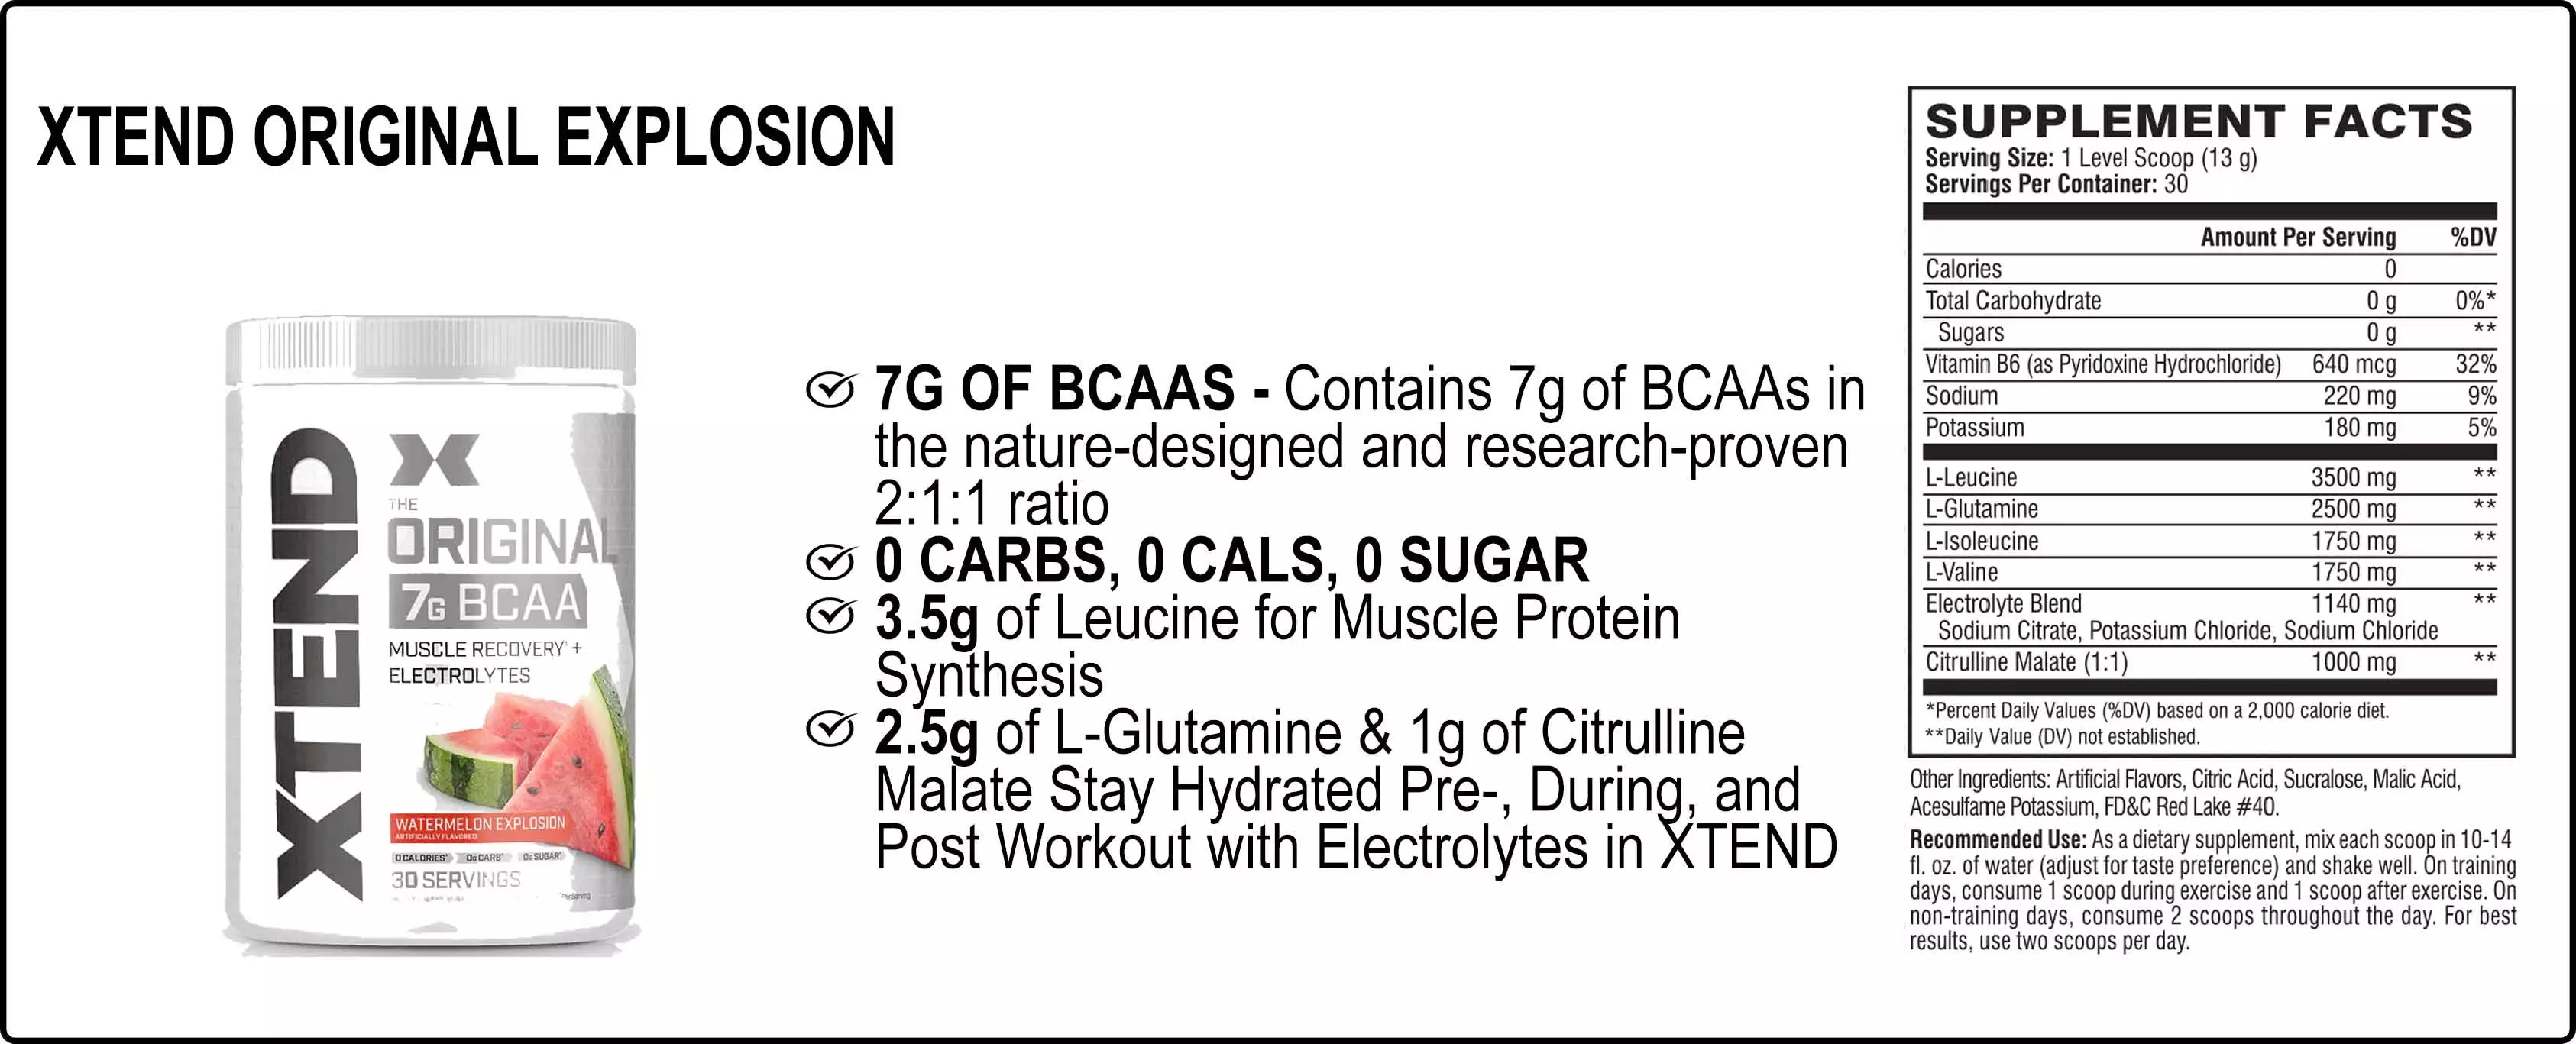 XTEND ORIGINAL EXPLOSION
XTEND
THE
ORIGINAL
7G BCAA
MUSCLE RECOVERY† +
ELECTROLYTES
WATERMELON EXPLOSION
ARTIFICIALLY FLAVORED
0 CALORIES* 0G CARB* 0G SUGAR*
30 SERVINGS
7G OF BCAAS - Contains 7g of BCAAs in
the nature-designed and research-proven
2:1:1 ratio
0 CARBS, 0 CALS, 0 SUGAR
3.5g of Leucine for Muscle Protein
Synthesis
2.5g of L-Glutamine & 1g of Citrulline
Malate Stay Hydrated Pre-, During, and
Post Workout with Electrolytes in XTEND
SUPPLEMENT FACTS
Serving Size: 1 Level Scoop (13 g)
Servings Per Container: 30
Amount Per Serving %DV
Calories 0
Total Carbohydrate 0 g 0%*
Sugars 0 g **
Vitamin B6 (as Pyridoxine Hydrochloride) 640 mcg 32%
Sodium 220 mg 9%
Potassium 180 mg 5%
L-Leucine 3500 mg **
L-Glutamine 2500 mg **
L-Isoleucine 1750 mg **
L-Valine 1750 mg **
Electrolyte Blend 1140 mg **
Sodium Citrate, Potassium Chloride, Sodium Chloride
Citrulline Malate (1:1) 1000 mg **
*Percent Daily Values (%DV) based on a 2,000 calorie diet.
**Daily Value (DV) not established.
Other Ingredients: Artificial Flavors, Citric Acid, Sucralose, Malic Acid,
Acesulfame Potassium, FD&C Red Lake #40.
Recommended Use: As a dietary supplement, mix each scoop in 10-14
fl. oz. of water (adjust for taste preference) and shake well. On training
days, consume 1 scoop during exercise and 1 scoop after exercise. On
non-training days, consume 2 scoops throughout the day. For best
results, use two scoops per day.